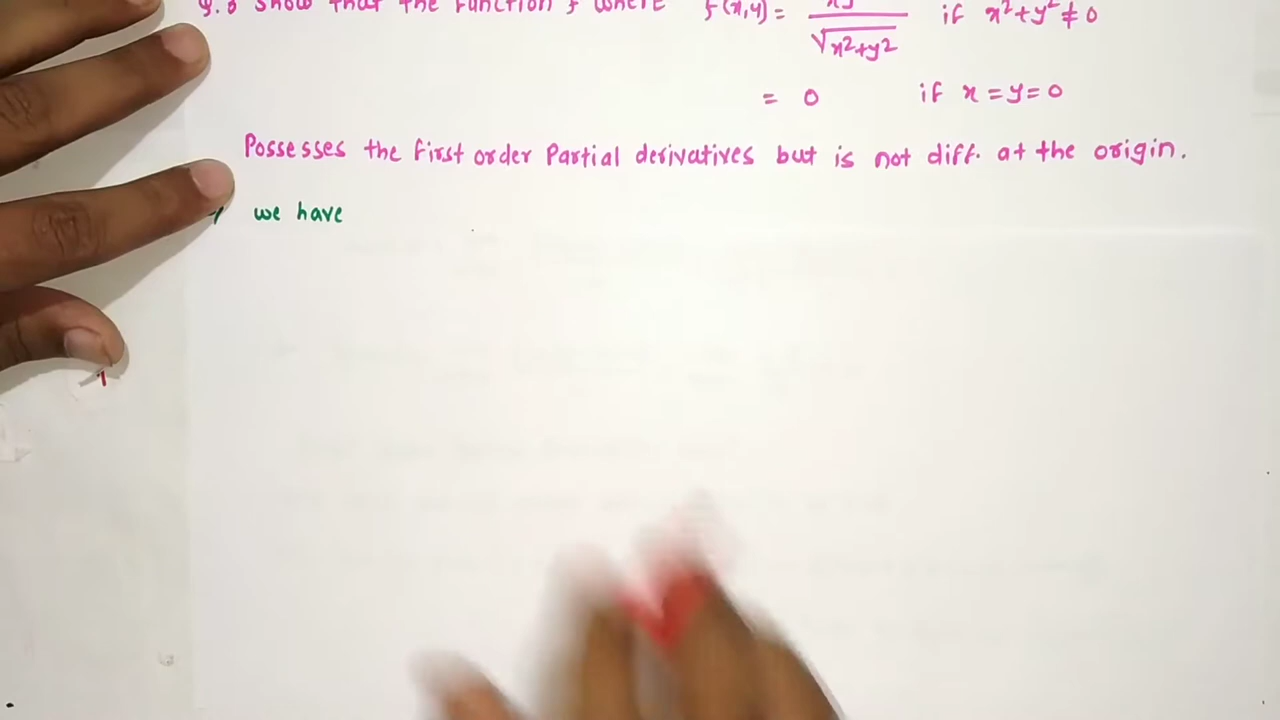 show that the function f where f(x,y) = xy / √x²+y² if x²+y² ≠ 0
= 0 if x = y = 0
Possesses the first order Partial derivatives but is not diff. at the origin.
we have